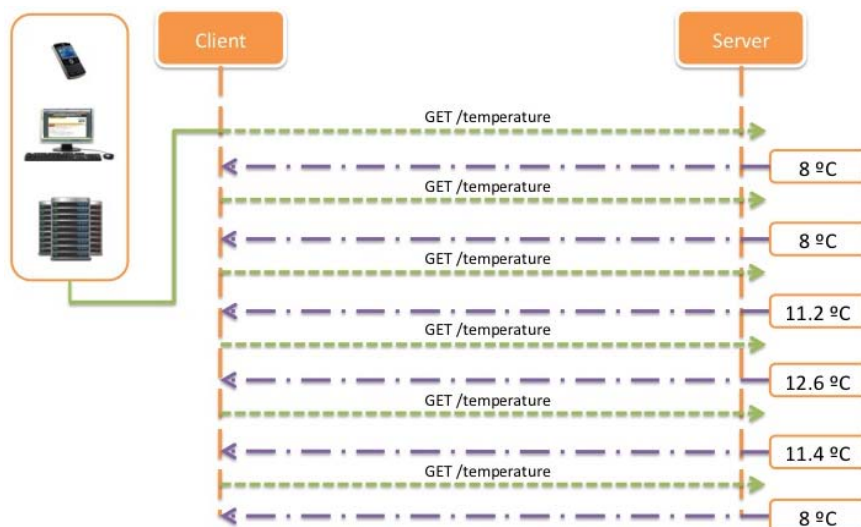 Client
Server
GET /temperature
8 ºC
GET /temperature
8 ºC
GET /temperature
11.2 ºC
GET /temperature
12.6 ºC
GET /temperature
11.4 ºC
GET /temperature
8 ºC